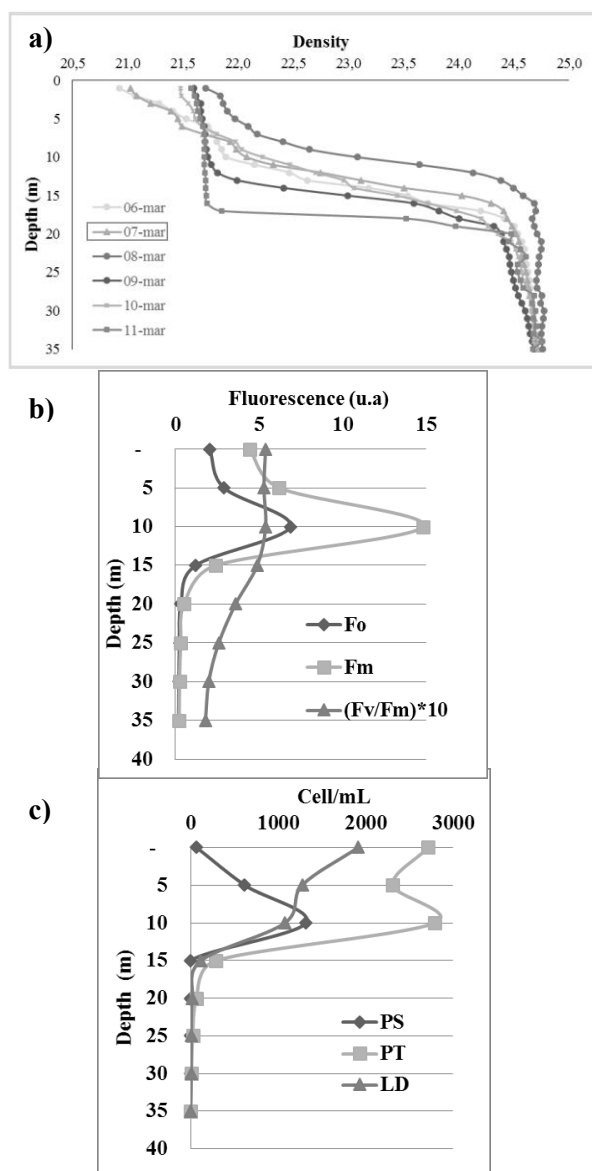 a)
Density
20,5 21,0 21,5 22,0 22,5 23,0 23,5 24,0 24,5 25,0
0
5
10
15
20
25
30
35
Depth (m)
06-mar
07-mar
08-mar
09-mar
10-mar
11-mar
b)
Fluorescence (u.a)
0 5 10 15
-
5
10
15
20
25
30
35
40
Depth (m)
Fo
Fm
(Fv/Fm)*10
c)
Cell/mL
0 1000 2000 3000
-
5
10
15
20
25
30
35
40
Depth (m)
PS
PT
LD